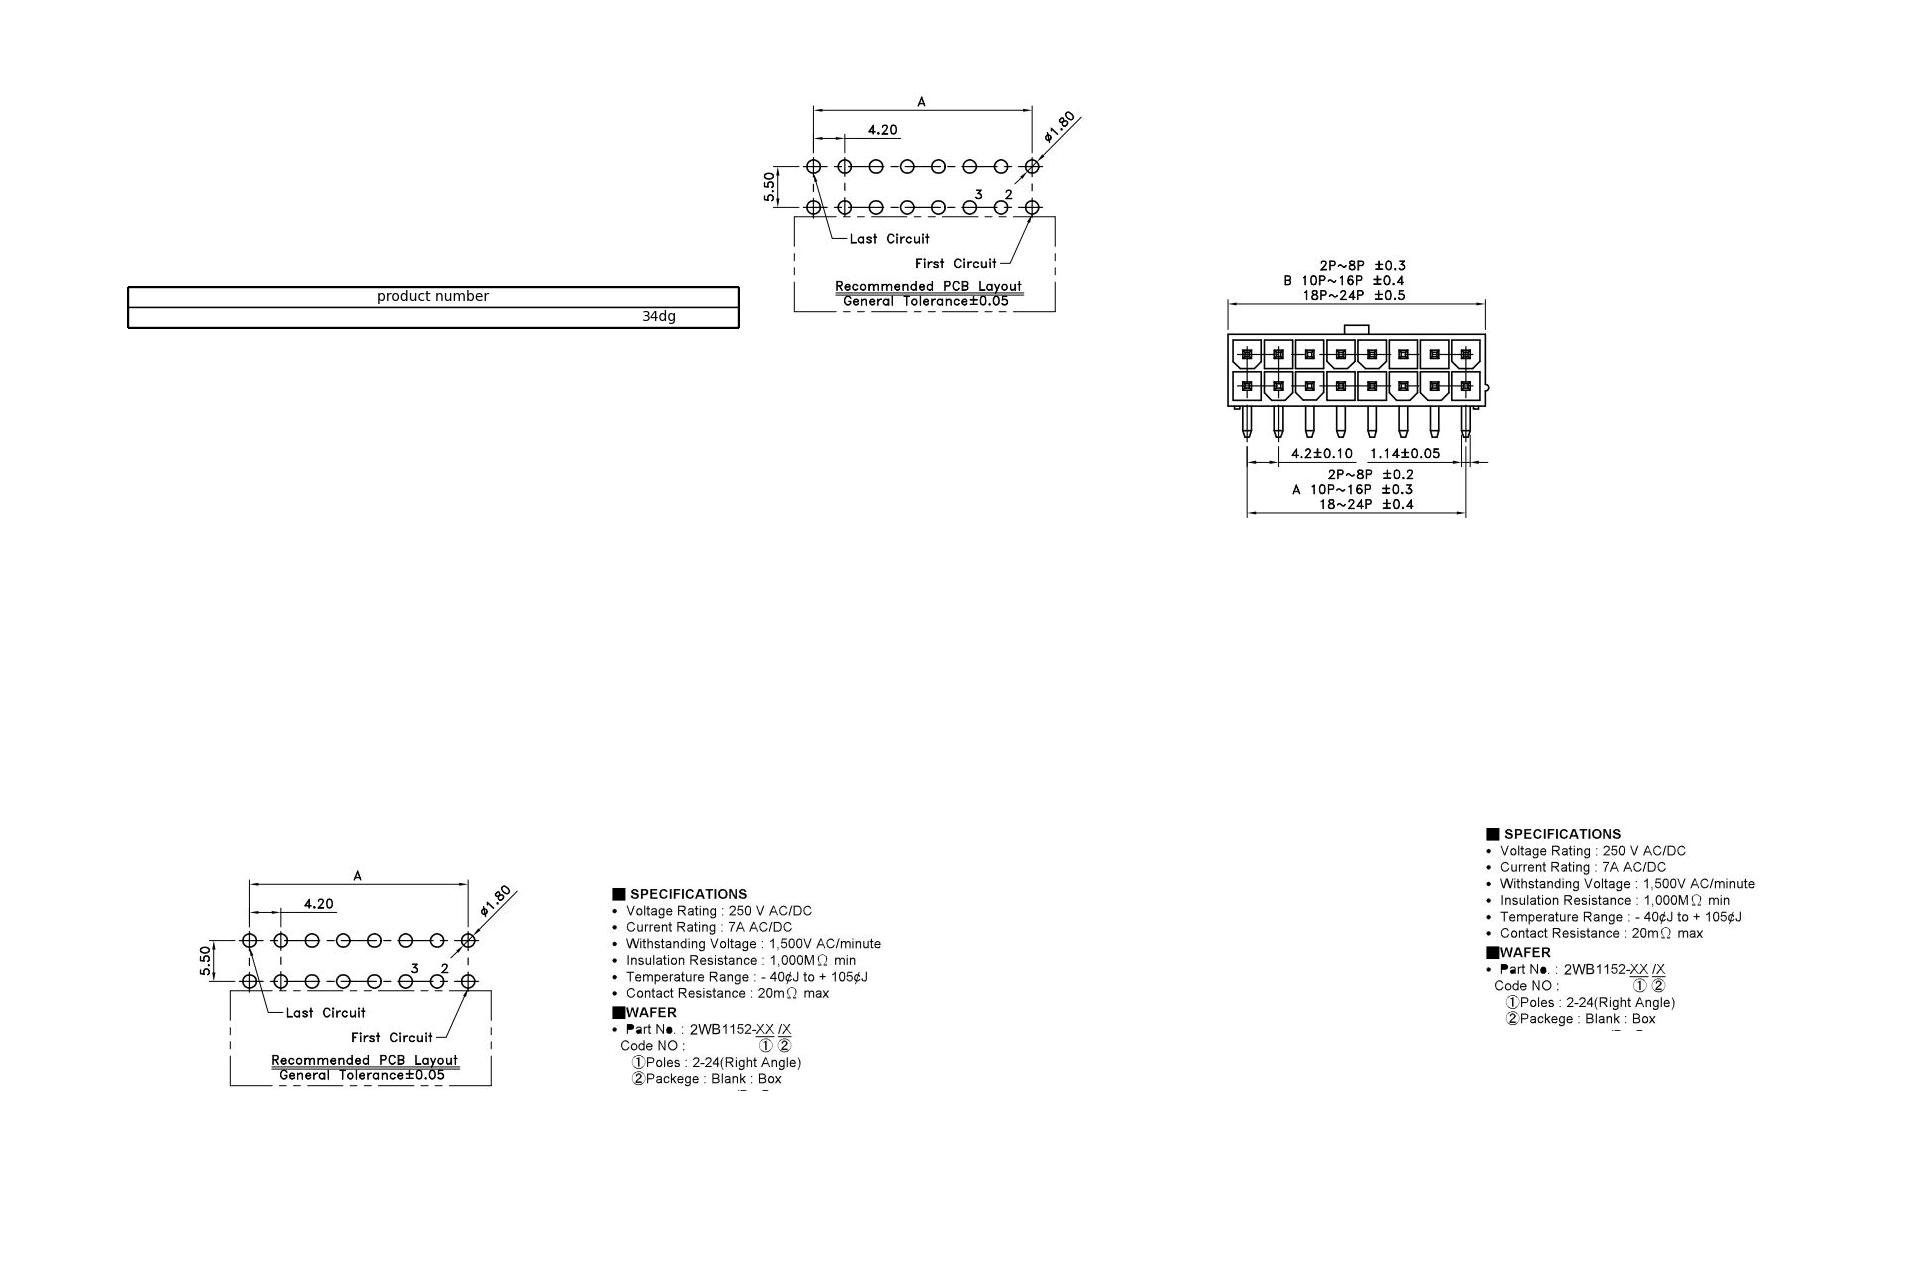 A
4.20
ø1.80
5.50
3 2
Last Circuit
First Circuit
Recommended PCB Layout
General Tolerance±0.05
product number
34dg
2P~8P ±0.3
B 10P~16P ±0.4
18P~24P ±0.5
4.2±0.10 1.14±0.05
2P~8P ±0.2
A 10P~16P ±0.3
18~24P ±0.4
A
4.20
ø1.80
5.50
3 2
Last Circuit
First Circuit
Recommended PCB Layout
General Tolerance±0.05
■ SPECIFICATIONS
• Voltage Rating : 250 V AC/DC
• Current Rating : 7A AC/DC
• Withstanding Voltage : 1,500V AC/minute
• Insulation Resistance : 1,000MΩ min
• Temperature Range : - 40¢J to + 105¢J
• Contact Resistance : 20mΩ max
■WAFER
• Part No. : 2WB1152-XX /X
Code NO : ① ②
①Poles : 2-24(Right Angle)
②Packege : Blank : Box
■ SPECIFICATIONS
• Voltage Rating : 250 V AC/DC
• Current Rating : 7A AC/DC
• Withstanding Voltage : 1,500V AC/minute
• Insulation Resistance : 1,000MΩ min
• Temperature Range : - 40¢J to + 105¢J
• Contact Resistance : 20mΩ max
■WAFER
• Part No. : 2WB1152-XX /X
Code NO : ① ②
①Poles : 2-24(Right Angle)
②Packege : Blank : Box